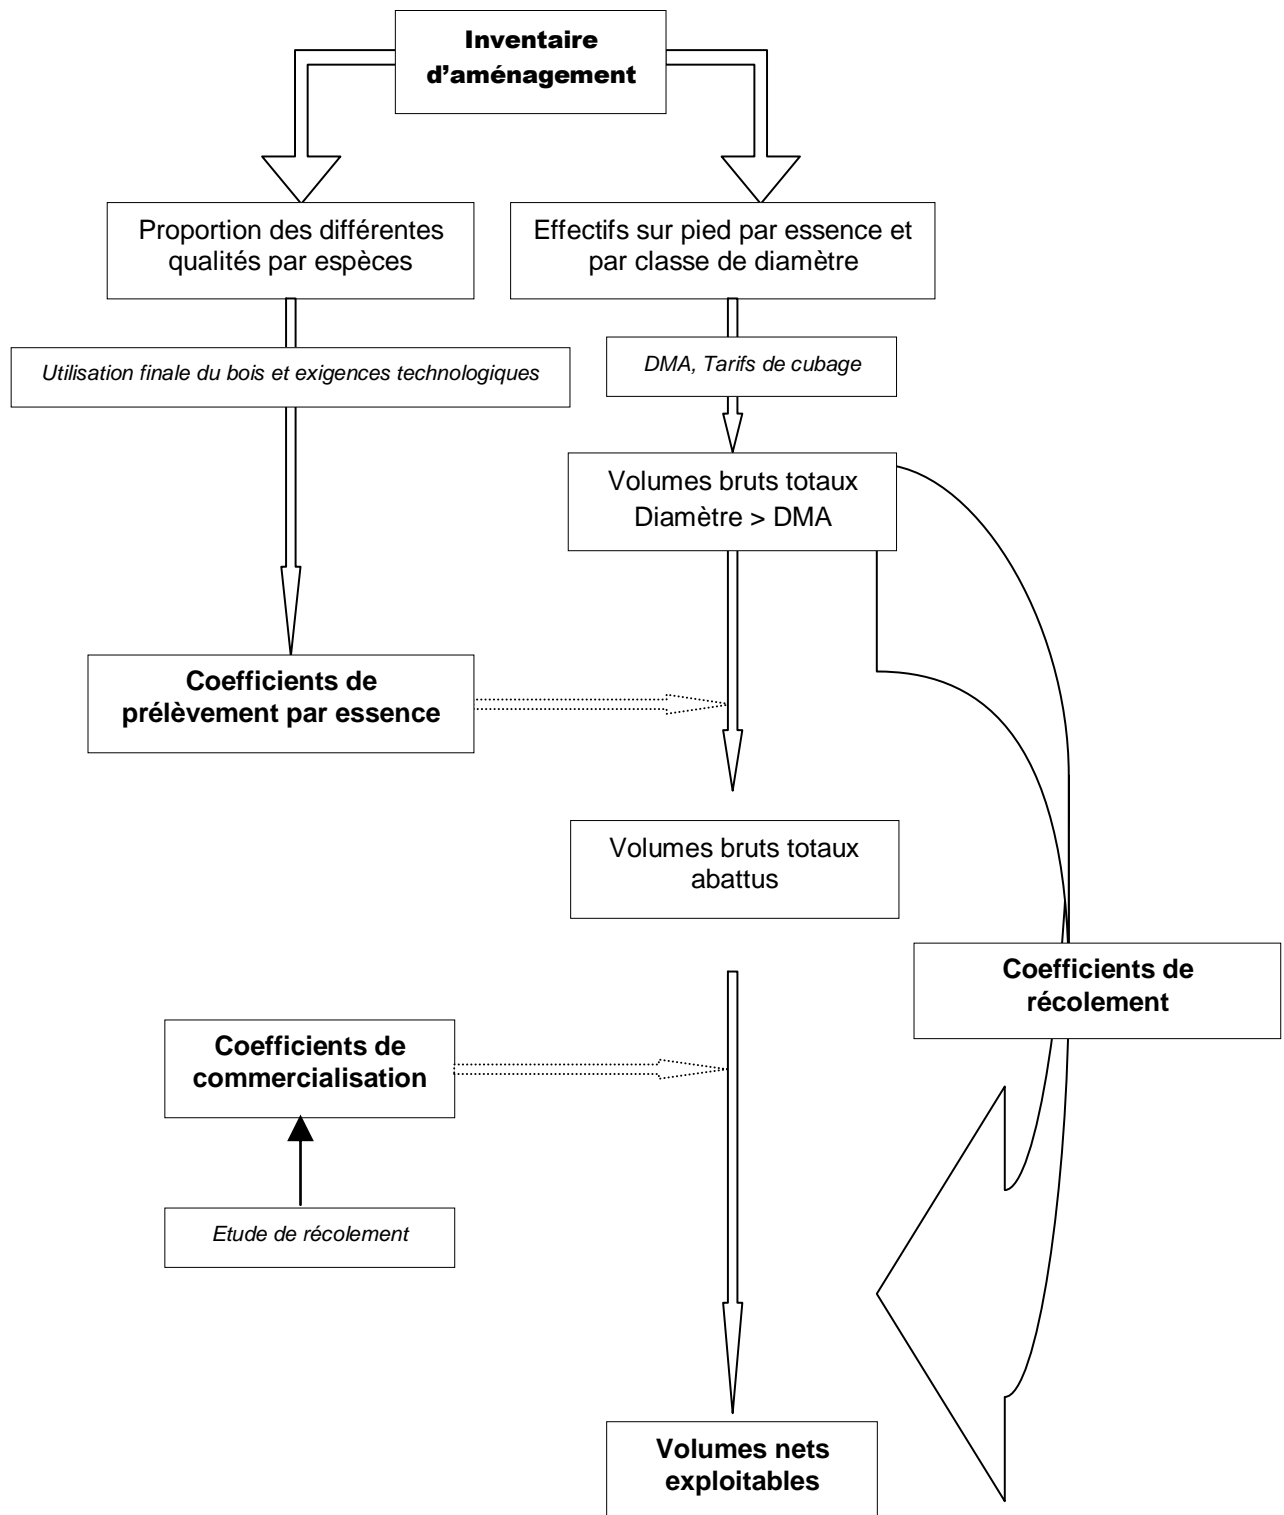 Inventaire
d’aménagement
Proportion des différentes
qualités par espèces
Effectifs sur pied par essence et
par classe de diamètre
Utilisation finale du bois et exigences technologiques
DMA, Tarifs de cubage
Volumes bruts totaux
Diamètre > DMA
Coefficients de
prélèvement par essence
Volumes bruts totaux
abattus
Coefficients de
récolement
Coefficients de
commercialisation
Etude de récolement
Volumes nets
exploitables